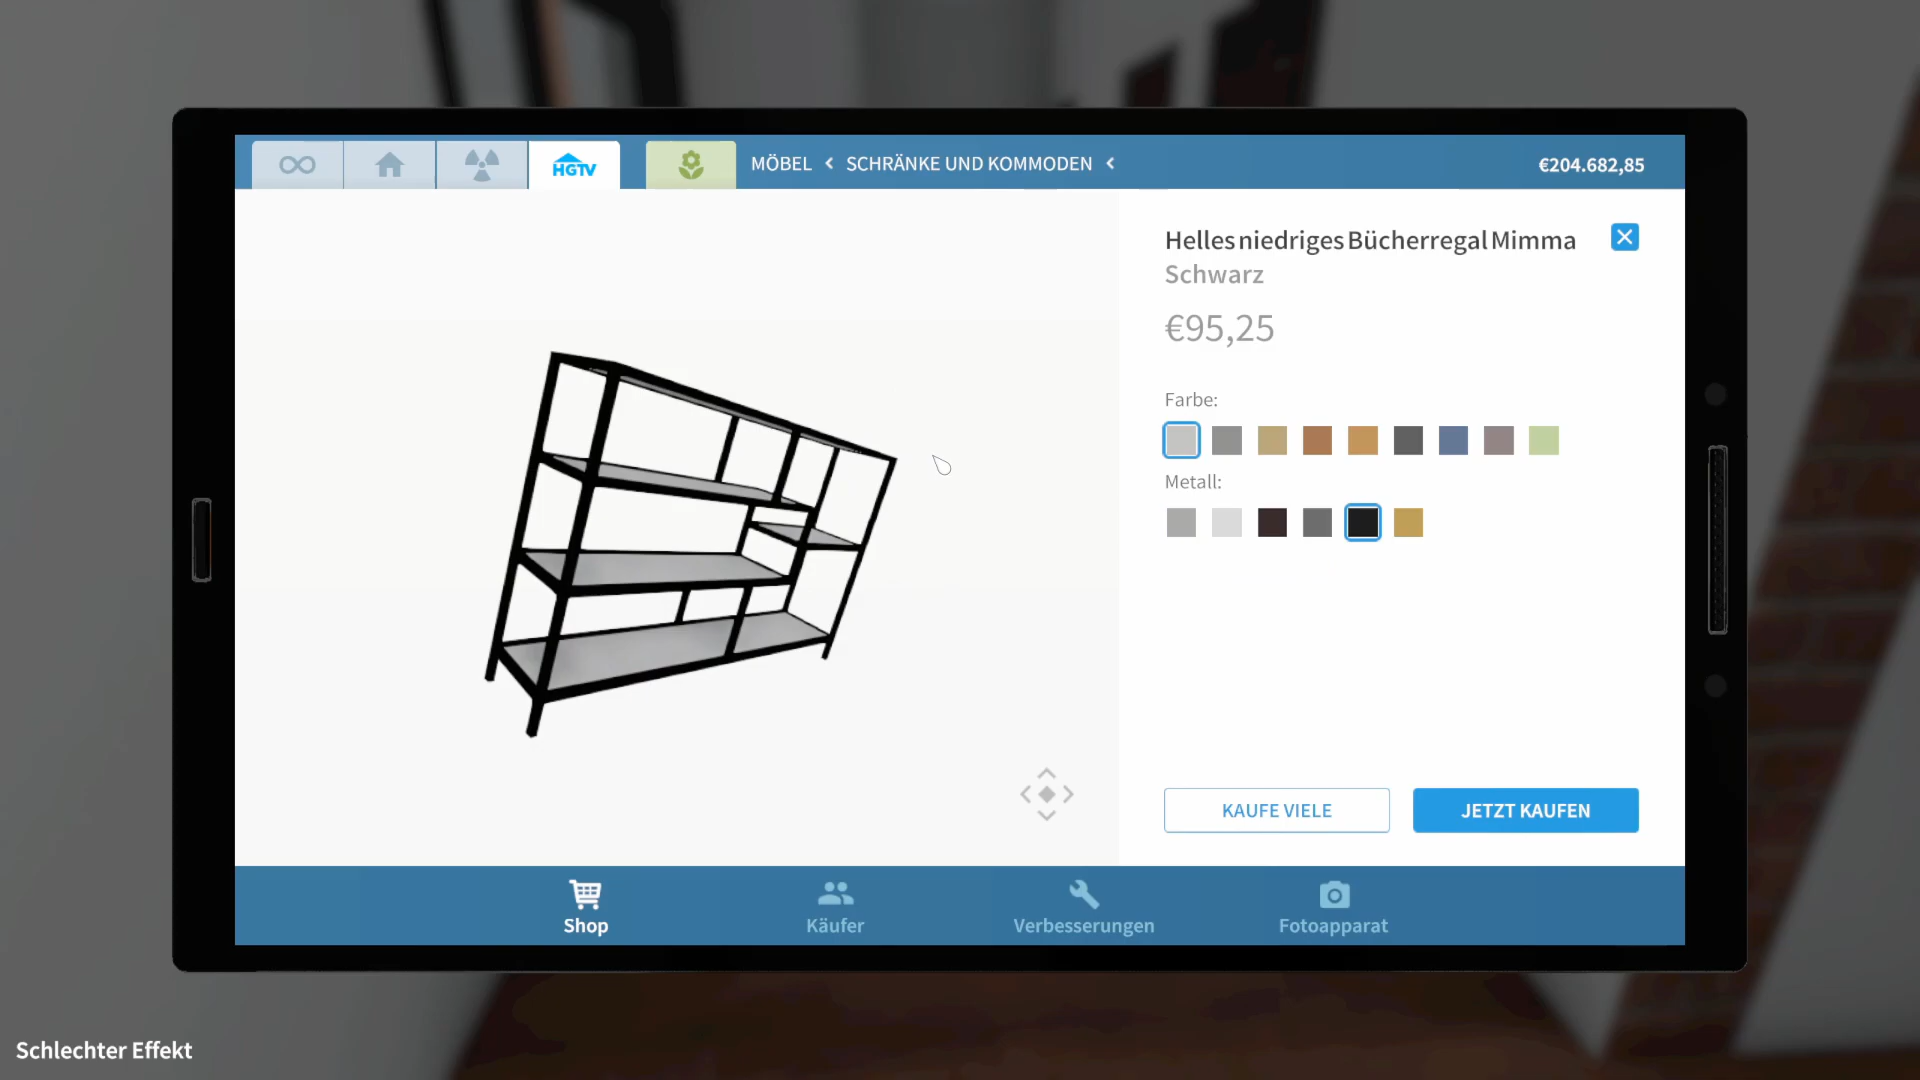 HGTV
MÖBEL < SCHRÄNKE UND KOMMODEN <
€204.682,85
Helles niedriges Bücherregal Mimma
Schwarz
€95,25
Farbe:
Metall:
KAUFE VIELE
JETZT KAUFEN
Shop
Käufer
Verbesserungen
Fotoapparat
Schlechter Effekt